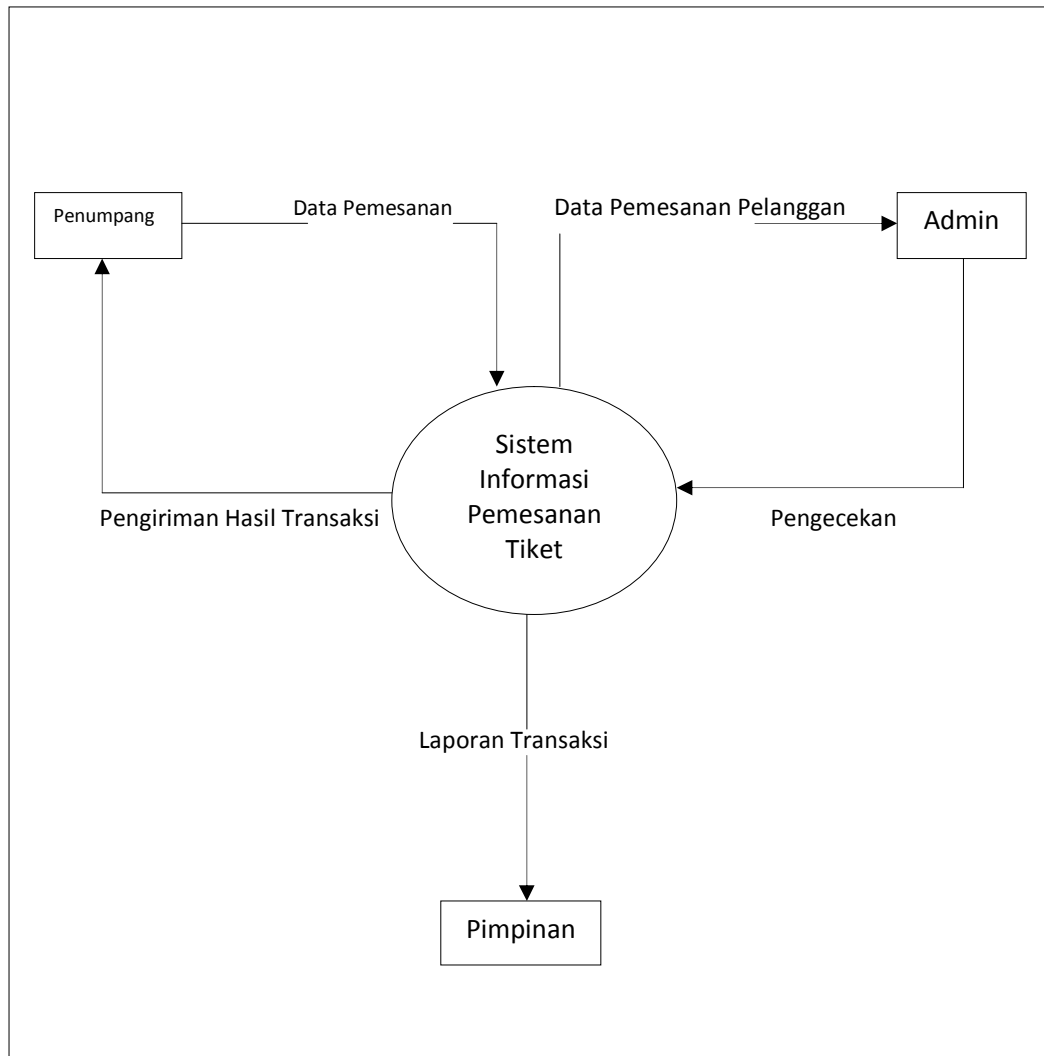 Penumpang
Data Pemesanan
Data Pemesanan Pelanggan
Admin
Sistem
Informasi
Pemesanan
Tiket
Pengiriman Hasil Transaksi
Pengecekan
Laporan Transaksi
Pimpinan